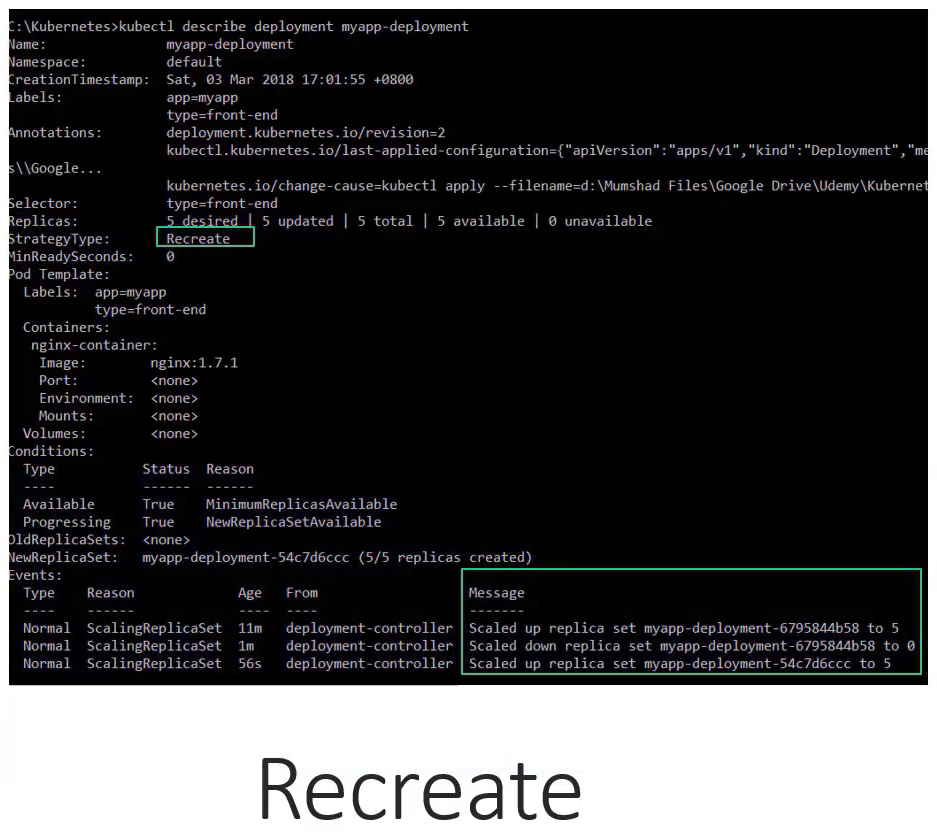 C:\Kubernetes>kubectl describe deployment myapp-deployment
Name: myapp-deployment
Namespace: default
CreationTimestamp: Sat, 03 Mar 2018 17:01:55 +0800
Labels: app=myapp
type=front-end
Annotations: deployment.kubernetes.io/revision=2
kubectl.kubernetes.io/last-applied-configuration={"apiVersion":"apps/v1","kind":"Deployment","me
s\\Google...
kubernetes.io/change-cause=kubectl apply --filename=d:\Mumshad Files\Google Drive\Udemy\Kubernet
Selector: type=front-end
Replicas: 5 desired | 5 updated | 5 total | 5 available | 0 unavailable
StrategyType: Recreate
MinReadySeconds: 0
Pod Template:
Labels: app=myapp
type=front-end
Containers:
nginx-container:
Image: nginx:1.7.1
Port: <none>
Environment: <none>
Mounts: <none>
Volumes: <none>
Conditions:
Type Status Reason
---- ------ ------
Available True MinimumReplicasAvailable
Progressing True NewReplicaSetAvailable
OldReplicaSets: <none>
NewReplicaSet: myapp-deployment-54c7d6ccc (5/5 replicas created)
Events:
Type Reason Age From Message
---- ------ ---- ---- -------
Normal ScalingReplicaSet 11m deployment-controller Scaled up replica set myapp-deployment-6795844b58 to 5
Normal ScalingReplicaSet 1m deployment-controller Scaled down replica set myapp-deployment-6795844b58 to 0
Normal ScalingReplicaSet 56s deployment-controller Scaled up replica set myapp-deployment-54c7d6ccc to 5
Recreate